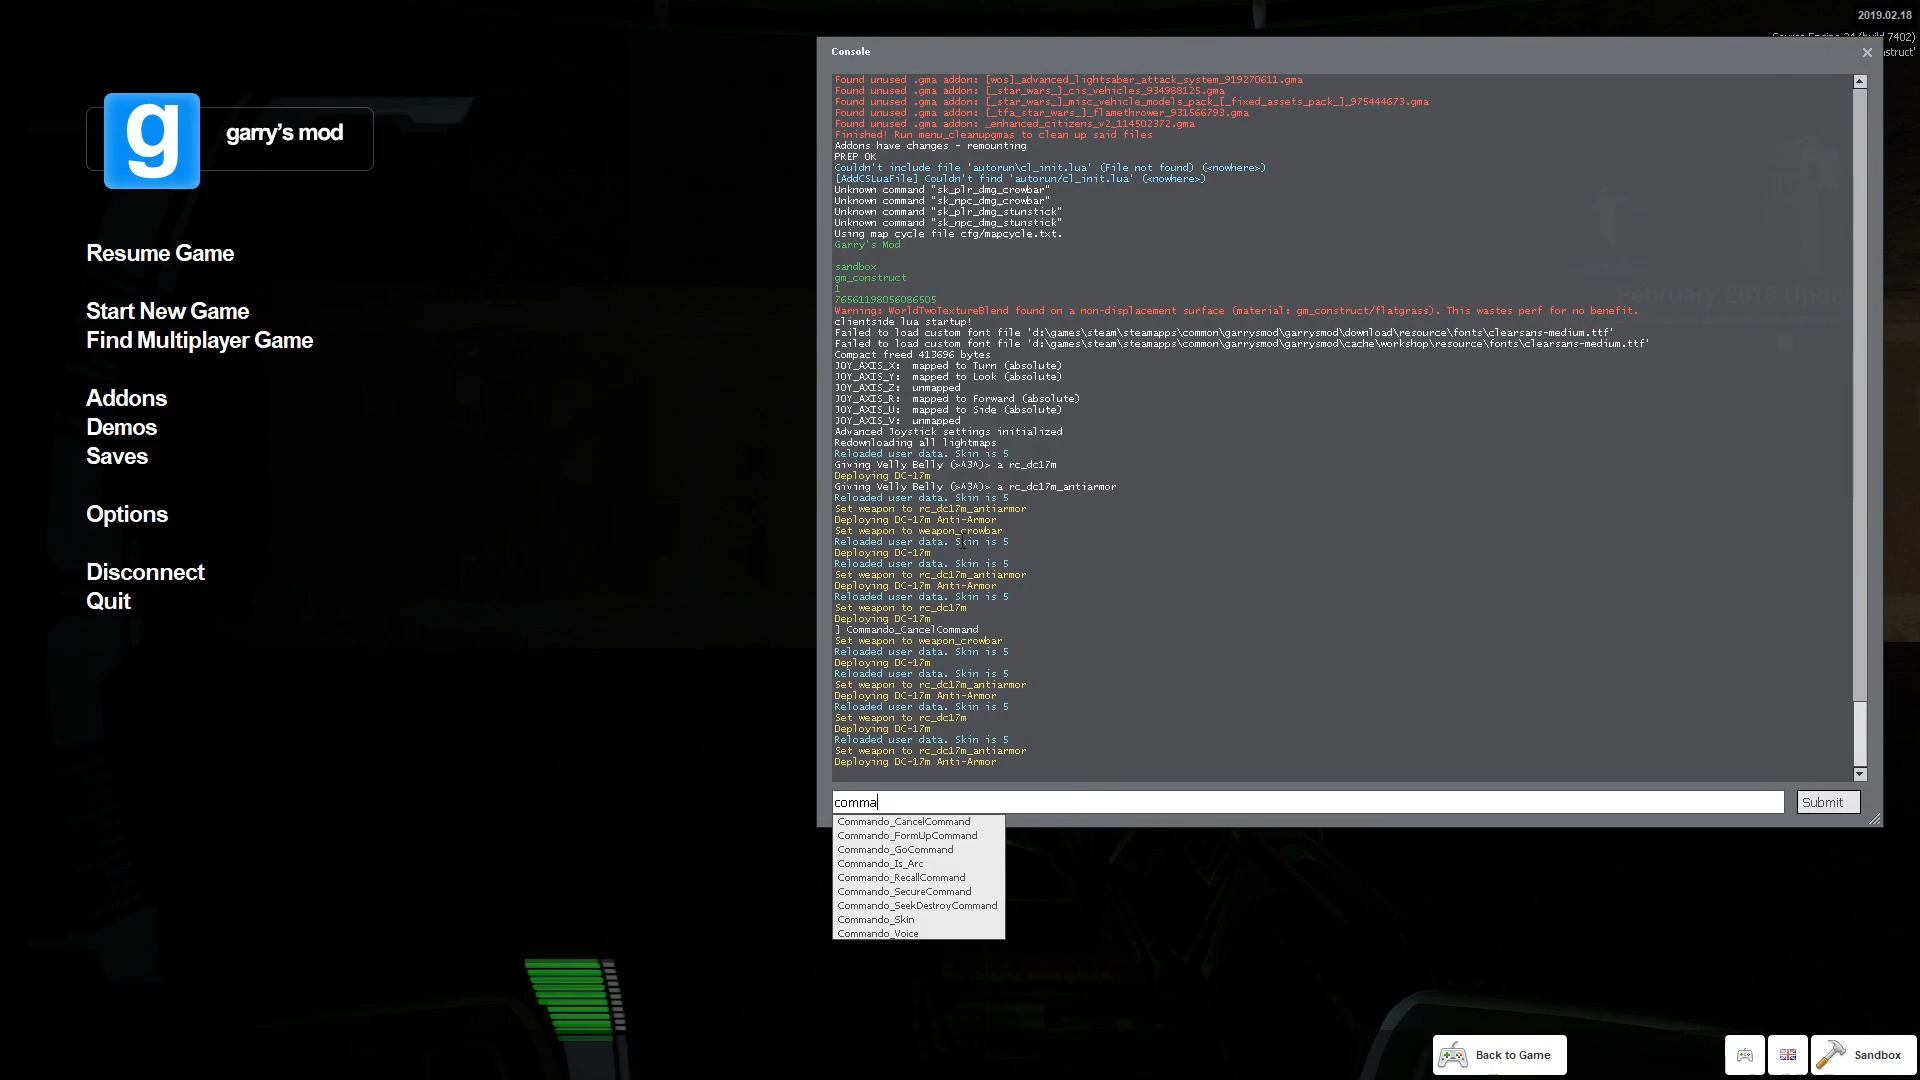 2019.02.18
Source Engine 24 (build 7402)
nstruct'
g
garry's mod
Resume Game
Start New Game
Find Multiplayer Game
Addons
Demos
Saves
Options
Disconnect
Quit
Console
Found unused .gma addon: [wos]_advanced_lightsaber_attack_system_919270611.gma
Found unused .gma addon: [_star_wars_]_cis_vehicles_934988125.gma
Found unused .gma addon: [_star_wars_]_misc_vehicle_models_pack_[_fixed_assets_pack_]_975444673.gma
Found unused .gma addon: [_tfa_star_wars_]_flamethrower_931566793.gma
Found unused .gma addon: _enhanced_citizens_v2_114502372.gma
Finished! Run menu_cleanupgmas to clean up said files
Addons have changes - remounting
PREP OK
Couldn't include file 'autorun\cl_init.lua' (File not found) (<nowhere>)
[AddCSLuaFile] Couldn't find 'autorun/cl_init.lua' (<nowhere>)
Unknown command "sk_plr_dmg_crowbar"
Unknown command "sk_npc_dmg_crowbar"
Unknown command "sk_plr_dmg_stunstick"
Unknown command "sk_npc_dmg_stunstick"
Using map cycle file cfg/mapcycle.txt.
Garry's Mod
sandbox
gm_construct
1
76561198056086505
Warning: WorldTwoTextureBlend found on a non-displacement surface (material: gm_construct/flatgrass). This wastes perf for no benefit.
clientside lua startup!
Failed to load custom font file 'd:\games\steam\steamapps\common\garrysmod\garrysmod\download\resource\fonts\clearsans-medium.ttf'
Failed to load custom font file 'd:\games\steam\steamapps\common\garrysmod\garrysmod\cache\workshop\resource\fonts\clearsans-medium.ttf'
Compact freed 413696 bytes
JOY_AXIS_X:  mapped to Turn (absolute)
JOY_AXIS_Y:  mapped to Look (absolute)
JOY_AXIS_Z:  unmapped
JOY_AXIS_R:  mapped to Forward (absolute)
JOY_AXIS_U:  mapped to Side (absolute)
JOY_AXIS_V:  unmapped
Advanced Joystick settings initialized
Redownloading all lightmaps
Reloaded user data. Skin is 5
Giving Velly Belly (>^3^)> a rc_dc17m
Deploying DC-17m
Giving Velly Belly (>^3^)> a rc_dc17m_antiarmor
Reloaded user data. Skin is 5
Set weapon to rc_dc17m_antiarmor
Deploying DC-17m Anti-Armor
Set weapon to weapon_crowbar
Reloaded user data. Skin is 5
Deploying DC-17m
Reloaded user data. Skin is 5
Set weapon to rc_dc17m_antiarmor
Deploying DC-17m Anti-Armor
Reloaded user data. Skin is 5
Set weapon to rc_dc17m
Deploying DC-17m
] Commando_CancelCommand
Set weapon to weapon_crowbar
Reloaded user data. Skin is 5
Deploying DC-17m
Reloaded user data. Skin is 5
Set weapon to rc_dc17m_antiarmor
Deploying DC-17m Anti-Armor
Reloaded user data. Skin is 5
Set weapon to rc_dc17m
Deploying DC-17m
Reloaded user data. Skin is 5
Set weapon to rc_dc17m_antiarmor
Deploying DC-17m Anti-Armor
comma
Submit
Commando_CancelCommand
Commando_FormUpCommand
Commando_GoCommand
Commando_Is_Arc
Commando_RecallCommand
Commando_SecureCommand
Commando_SeekDestroyCommand
Commando_Skin
Commando_Voice
Back to Game
Sandbox